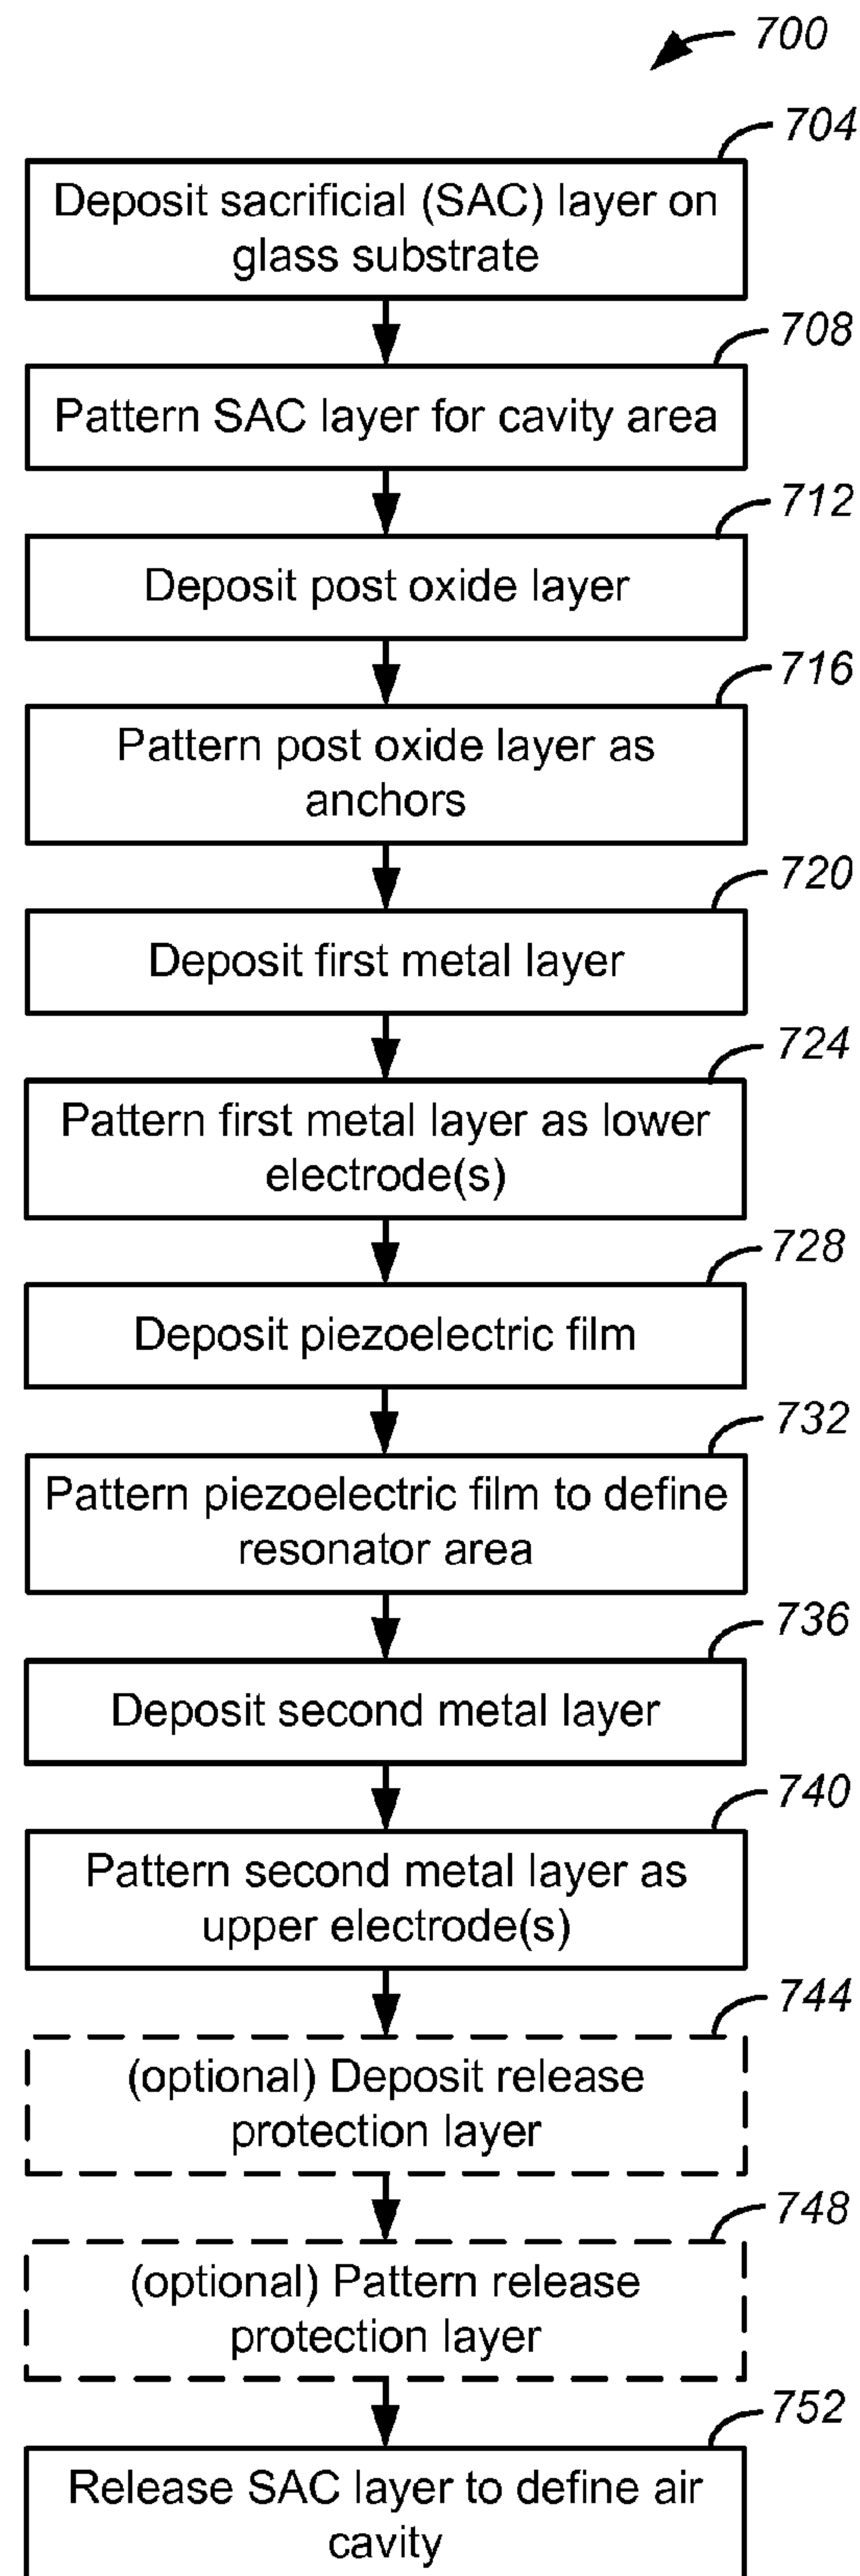 700
704
Deposit sacrificial (SAC) layer on
glass substrate
708
Pattern SAC layer for cavity area
712
Deposit post oxide layer
716
Pattern post oxide layer as
anchors
720
Deposit first metal layer
724
Pattern first metal layer as lower
electrode(s)
728
Deposit piezoelectric film
732
Pattern piezoelectric film to define
resonator area
736
Deposit second metal layer
740
Pattern second metal layer as
upper electrode(s)
744
(optional) Deposit release
protection layer
748
(optional) Pattern release
protection layer
752
Release SAC layer to define air
cavity